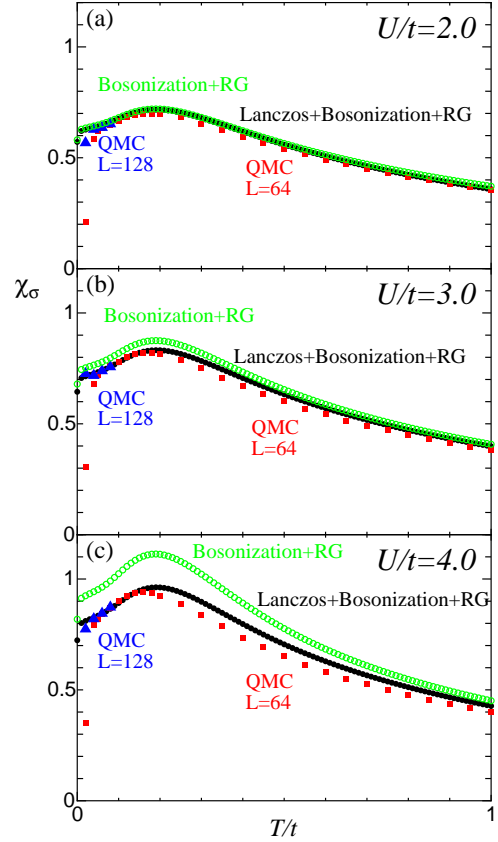 (a)
U/t=2.0
1
Bosonization+RG
Lanczos+Bosonization+RG
QMC
L=128
QMC
L=64
0.5
0
χσ
(b)
U/t=3.0
1
Bosonization+RG
Lanczos+Bosonization+RG
QMC
L=128
QMC
L=64
0.5
0
(c)
U/t=4.0
Bosonization+RG
1
Lanczos+Bosonization+RG
QMC
L=128
QMC
L=64
0.5
0
0
T/t
1